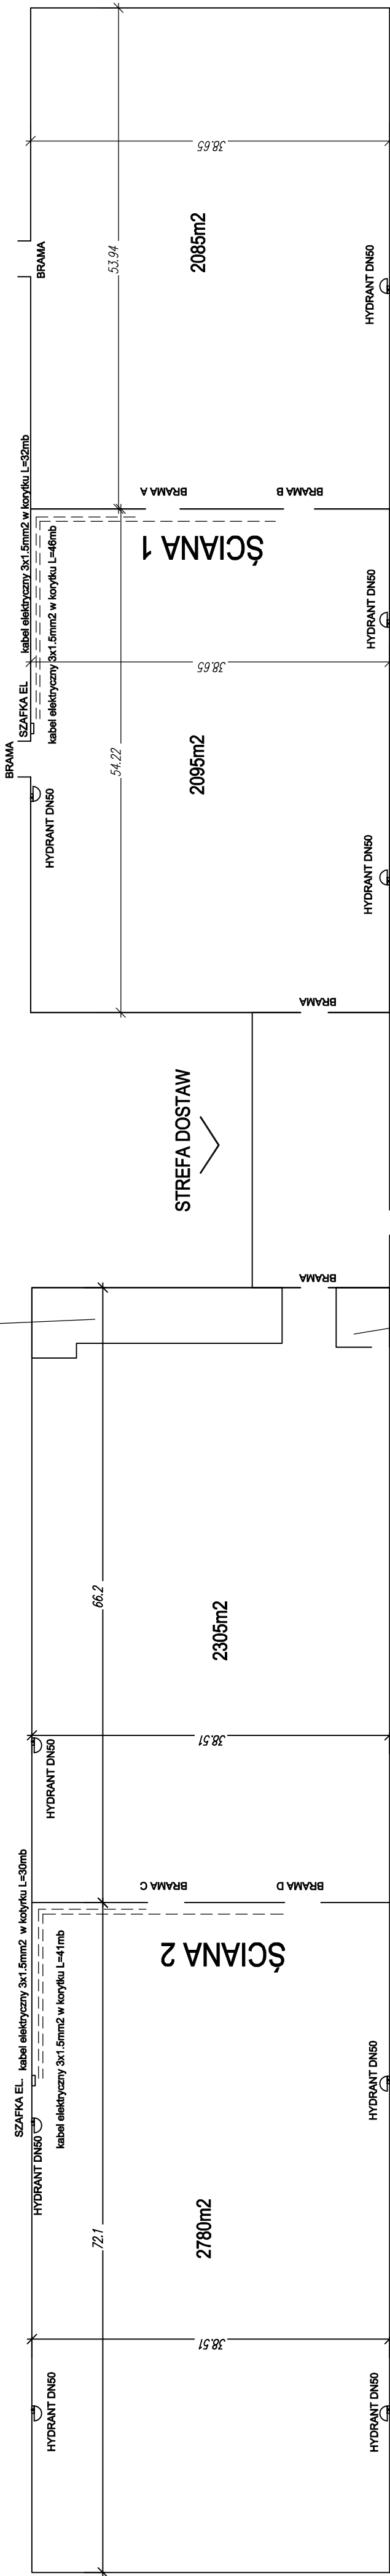 BRAMA
53.94
38.65
2085m2
HYDRANT DN50
kabel elektryczny 3x1.5mm2 w korytku L=32mb
kabel elektryczny 3x1.5mm2 w korytku L=46mb
SZAFKA EL
BRAMA
BRAMA A
BRAMA B
ŚCIANA 1
HYDRANT DN50
38.65
54.22
2095m2
HYDRANT DN50
HYDRANT DN50
BRAMA
STREFA DOSTAW
BRAMA
66.2
2305m2
38.51
HYDRANT DN50
BRAMA C
BRAMA D
ŚCIANA 2
SZAFKA EL.
kabel elektryczny 3x1.5mm2 w kotyrku L=30mb
kabel elektryczny 3x1.5mm2 w korytku L=41mb
HYDRANT DN50
HYDRANT DN50
72.1
2780m2
38.51
HYDRANT DN50
HYDRANT DN50